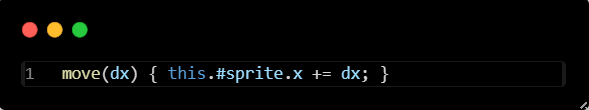 1 move(dx) { this.#sprite.x += dx; }